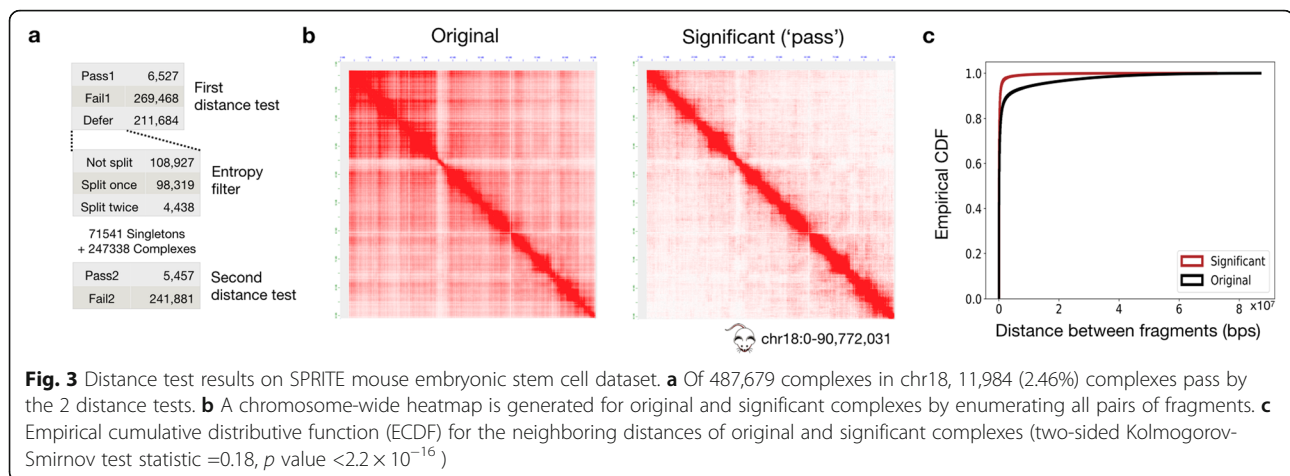 a
Pass1 6,527
Fail1 269,468
Defer 211,684
First
distance test
Not split 108,927
Split once 98,319
Split twice 4,438
Entropy
filter
71541 Singletons
+ 247338 Complexes
Pass2 5,457
Fail2 241,881
Second
distance test
b
Original
Significant (‘pass’)
chr18:0-90,772,031
c
Empirical CDF
1.0
0.8
0.6
0.4
0.2
0.0
Significant
Original
0 2 4 6 8
x10⁷
Distance between fragments (bps)
Fig. 3 Distance test results on SPRITE mouse embryonic stem cell dataset. a Of 487,679 complexes in chr18, 11,984 (2.46%) complexes pass by
the 2 distance tests. b A chromosome-wide heatmap is generated for original and significant complexes by enumerating all pairs of fragments. c
Empirical cumulative distributive function (ECDF) for the neighboring distances of original and significant complexes (two-sided Kolmogorov-
Smirnov test statistic =0.18, p value <2.2 × 10⁻¹⁶ )